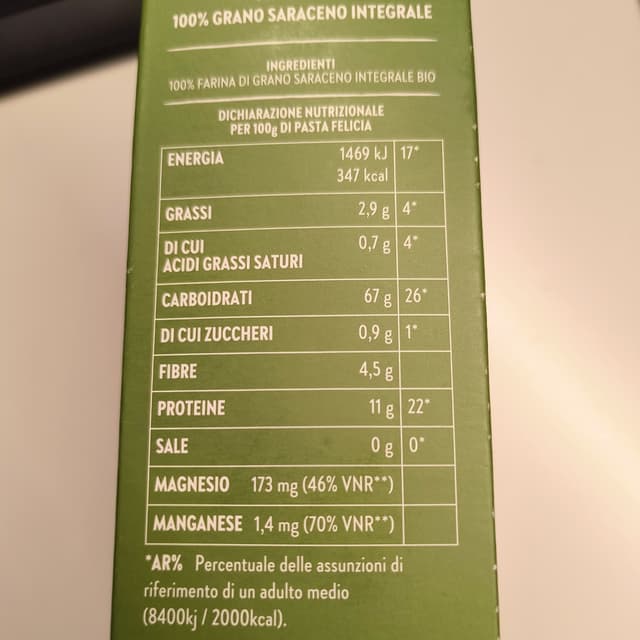 100% GRANO SARACENO INTEGRALE
INGREDIENTI
100% FARINA DI GRANO SARACENO INTEGRALE BIO
DICHIARAZIONE NUTRIZIONALE
PER 100g DI PASTA FELICIA
ENERGIA 1469 kJ 17*
347 kcal
GRASSI 2,9 g 4*
DI CUI 0,7 g 4*
ACIDI GRASSI SATURI
CARBOIDRATI 67 g 26*
DI CUI ZUCCHERI 0,9 g 1*
FIBRE 4,5 g
PROTEINE 11 g 22*
SALE 0 g 0*
MAGNESIO 173 mg (46% VNR**)
MANGANESE 1,4 mg (70% VNR**)
*AR% Percentuale delle assunzioni di
riferimento di un adulto medio
(8400kj / 2000kcal).